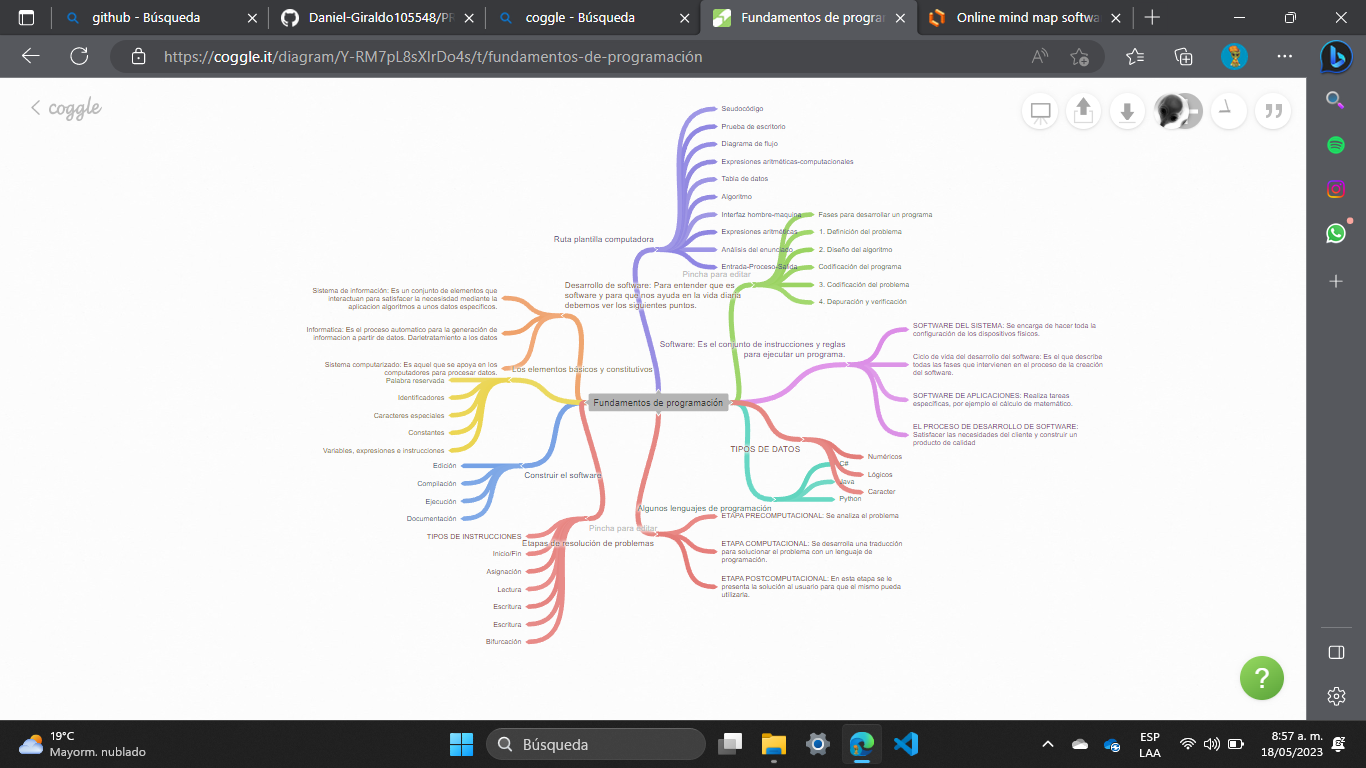 github - Búsqueda
Daniel-Giraldo105548/PR
coggle - Búsqueda
Fundamentos de program
Online mind map softwa
https://coggle.it/diagram/Y-RM7pL8sXIrDo4s/t/fundamentos-de-programación
coggle
Seudocódigo
Prueba de escritorio
Diagrama de flujo
Expresiones aritméticas-computacionales
Tabla de datos
Algoritmo
Interfaz hombre-maquina
Expresiones aritméticas
Análisis del enunciado
Entrada-Proceso-Salida
Ruta plantilla computadora
Fases para desarrollar un programa
1. Definición del problema
2. Diseño del algoritmo
Codificación del programa
3. Codificación del problema
4. Depuración y verificación
Pincha para editar
Desarrollo de software: Para entender que es
software y para que nos ayuda en la vida diaria
debemos ver los siguientes puntos.
Sistema de información: Es un conjunto de elementos que
interactuan para satisfacer la necesisdad mediante la
aplicacion algoritmos a unos datos especificos.
Informatica: Es el proceso automatico para la generación de
informacion a partir de datos. Darletratamiento a los datos
Sistema computarizado: Es aquel que se apoya en los
computadores para procesar datos.
Los elementos básicos y constitutivos
Palabra reservada
Identificadores
Caracteres especiales
Constantes
Variables, expresiones e instrucciones
Software: Es el conjunto de instrucciones y reglas
para ejecutar un programa.
SOFTWARE DEL SISTEMA: Se encarga de hacer toda la
configuración de los dispositivos físicos.
Ciclo de vida del desarrollo del software: Es el que describe
todas las fases que intervienen en el proceso de la creación
del software.
SOFTWARE DE APLICACIONES: Realiza tareas
específicas, por ejemplo el cálculo de matemático.
EL PROCESO DE DESARROLLO DE SOFTWARE:
Satisfacer las necesidades del cliente y construir un
producto de calidad
Fundamentos de programación
TIPOS DE DATOS
Numéricos
Lógicos
Caracter
C#
Java
Python
Algunos lenguajes de programación
Edición
Compilación
Ejecución
Documentación
Construir el software
Pincha para editar
Etapas de resolución de problemas
ETAPA PRECOMPUTACIONAL: Se analiza el problema
ETAPA COMPUTACIONAL: Se desarrolla una traducción
para solucionar el problema con un lenguaje de
programación.
ETAPA POSTCOMPUTACIONAL: En esta etapa se le
presenta la solución al usuario para que el mismo pueda
utilizarla.
TIPOS DE INSTRUCCIONES
Inicio/Fin
Asignación
Lectura
Escritura
Escritura
Bifurcación
?
19°C
Mayorm. nublado
Búsqueda
ESP
LAA
8:57 a. m.
18/05/2023